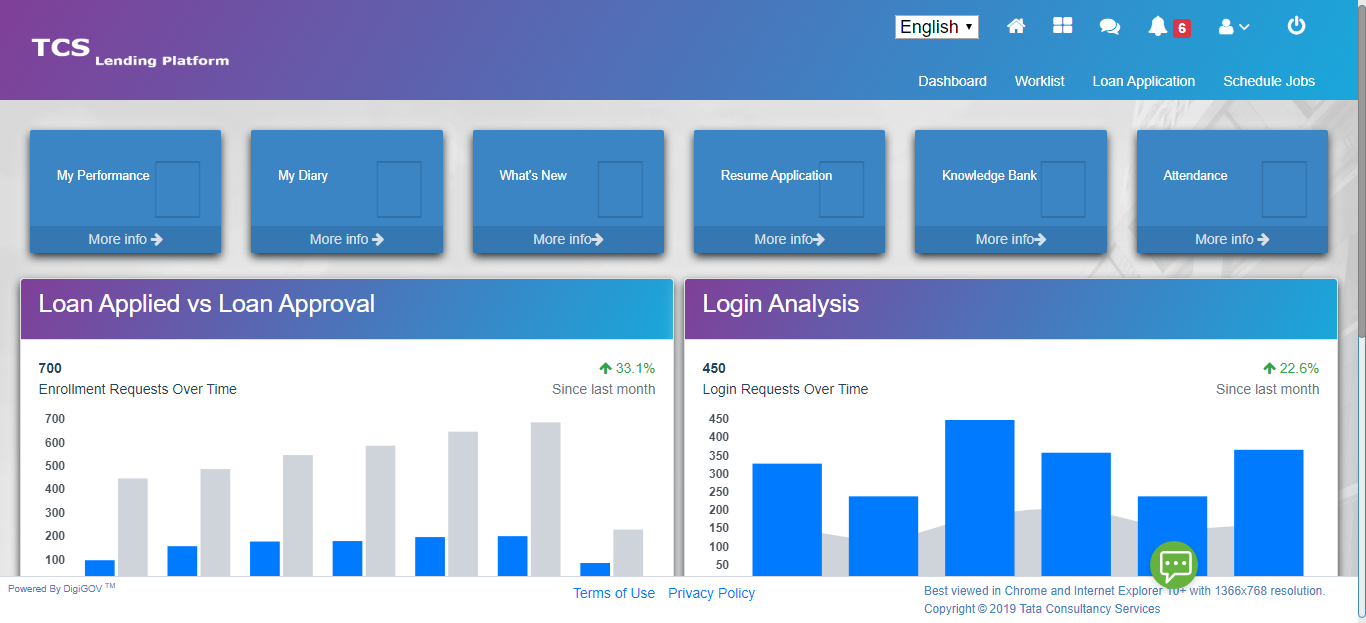 English
6
TCS Lending Platform
Dashboard Worklist Loan Application Schedule Jobs
My Performance
More info
My Diary
More info
What's New
More info
Resume Application
More info
Knowledge Bank
More info
Attendance
More info
Loan Applied vs Loan Approval
700
33.1%
Enrollment Requests Over Time
Since last month
700
600
500
400
300
200
100
Login Analysis
450
22.6%
Login Requests Over Time
Since last month
450
400
350
300
250
200
150
100
50
Powered By DigiGOV TM
Terms of Use Privacy Policy
Best viewed in Chrome and Internet Explorer 10+ with 1366x768 resolution.
Copyright © 2019 Tata Consultancy Services